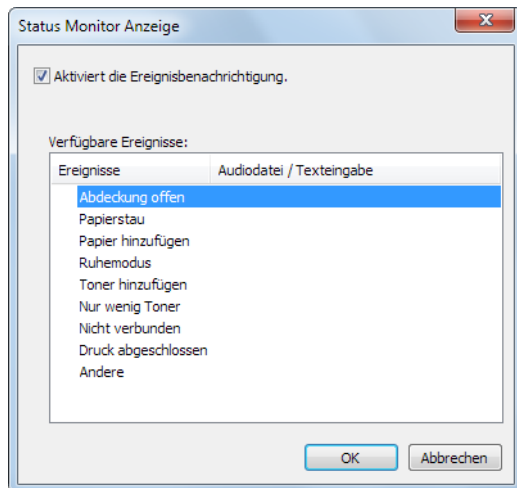 Status Monitor Anzeige
Aktiviert die Ereignisbenachrichtigung.
Verfügbare Ereignisse:
Ereignisse Audiodatei / Texteingabe
Abdeckung offen
Papierstau
Papier hinzufügen
Ruhemodus
Toner hinzufügen
Nur wenig Toner
Nicht verbunden
Druck abgeschlossen
Andere
OK Abbrechen